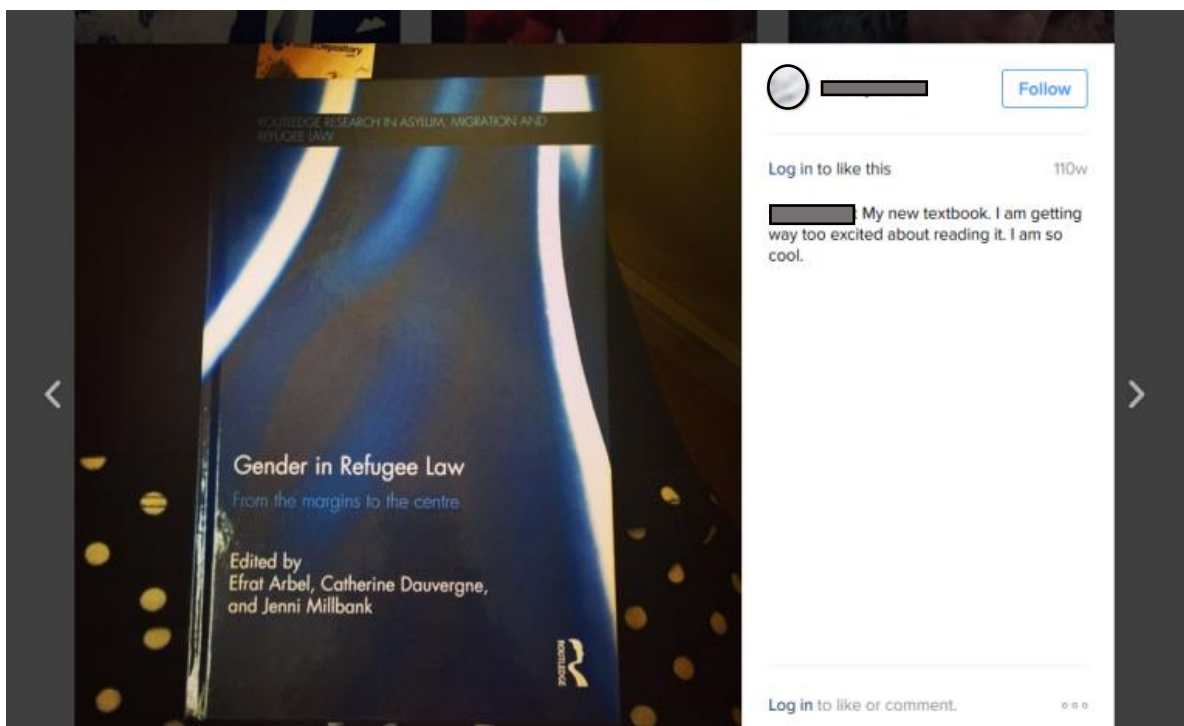 Depository
ROUTLEDGE RESEARCH IN ASYLUM, MIGRATION AND
REFUGEE LAW
Gender in Refugee Law
From the margins to the centre
Edited by
Efrat Arbel, Catherine Dauvergne,
and Jenni Millbank
ROUTLEDGE
Follow
Log in to like this 110w
: My new textbook. I am getting
way too excited about reading it. I am so
cool.
Log in to like or comment.